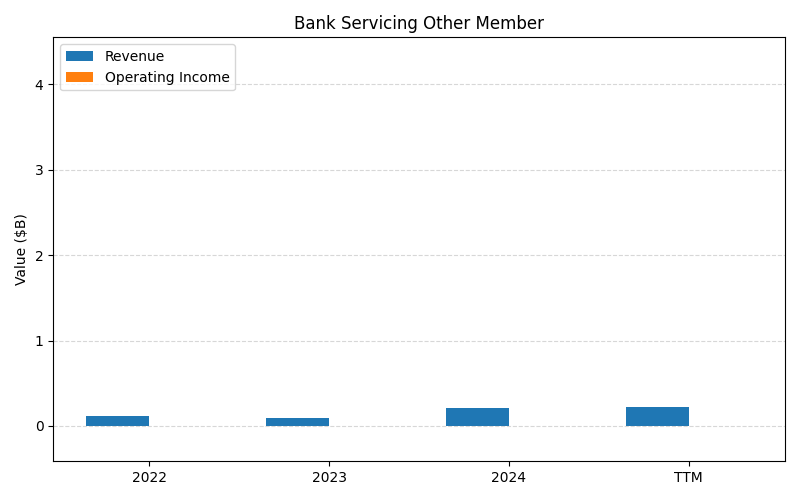 Bank Servicing Other Member
Revenue
Operating Income
Value ($B)
4
3
2
1
0
2022 2023 2024 TTM